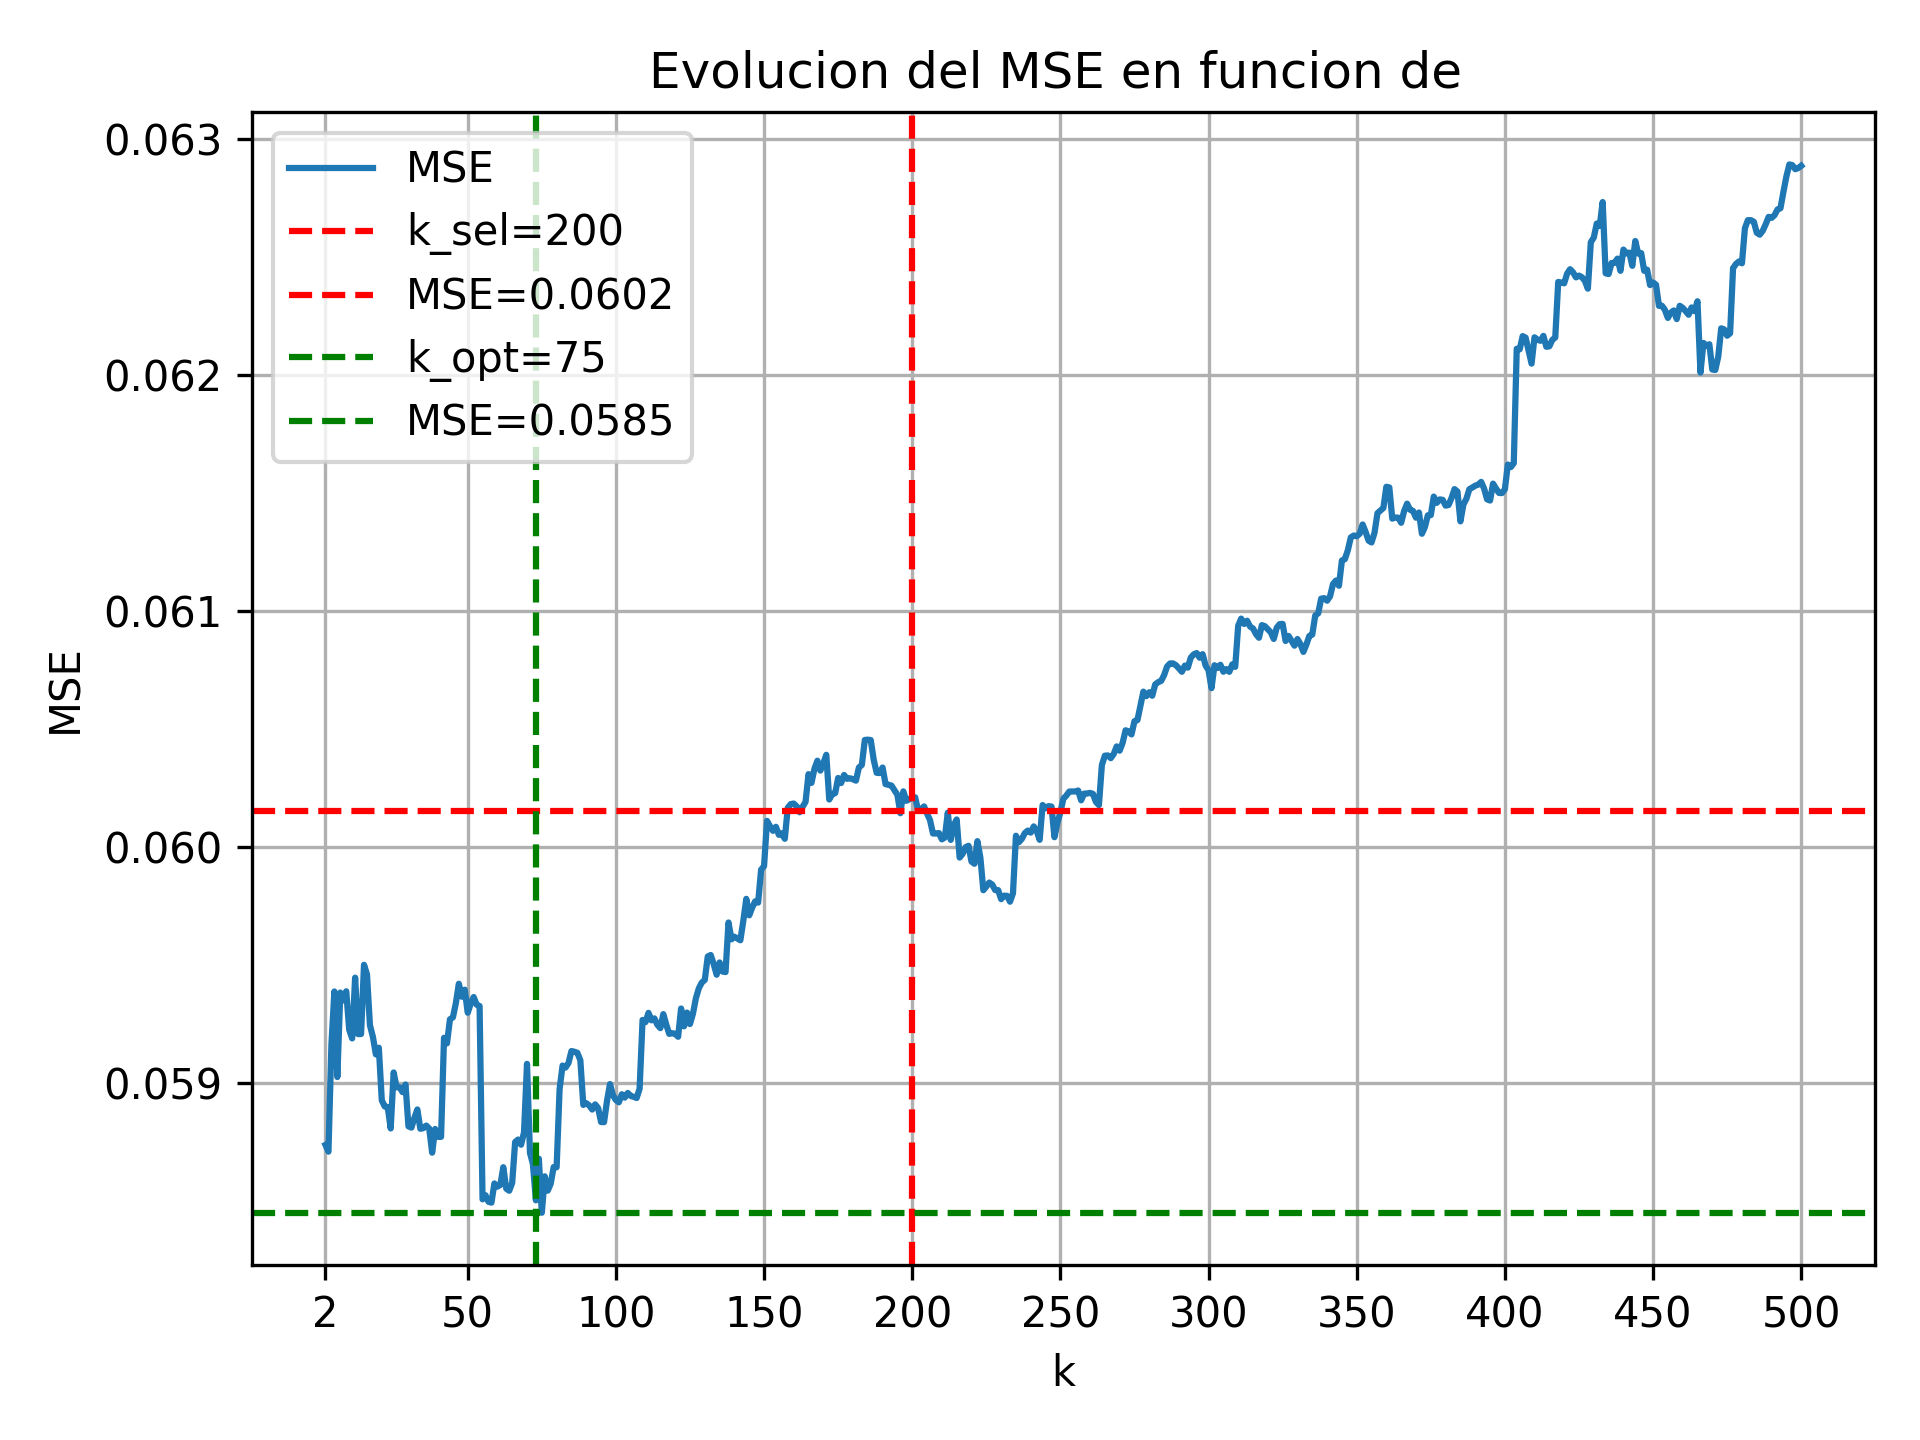 Evolucion del MSE en funcion de
MSE
k_sel=200
MSE=0.0602
k_opt=75
MSE=0.0585
0.063
0.062
0.061
0.060
0.059
MSE
2 50 100 150 200 250 300 350 400 450 500
k